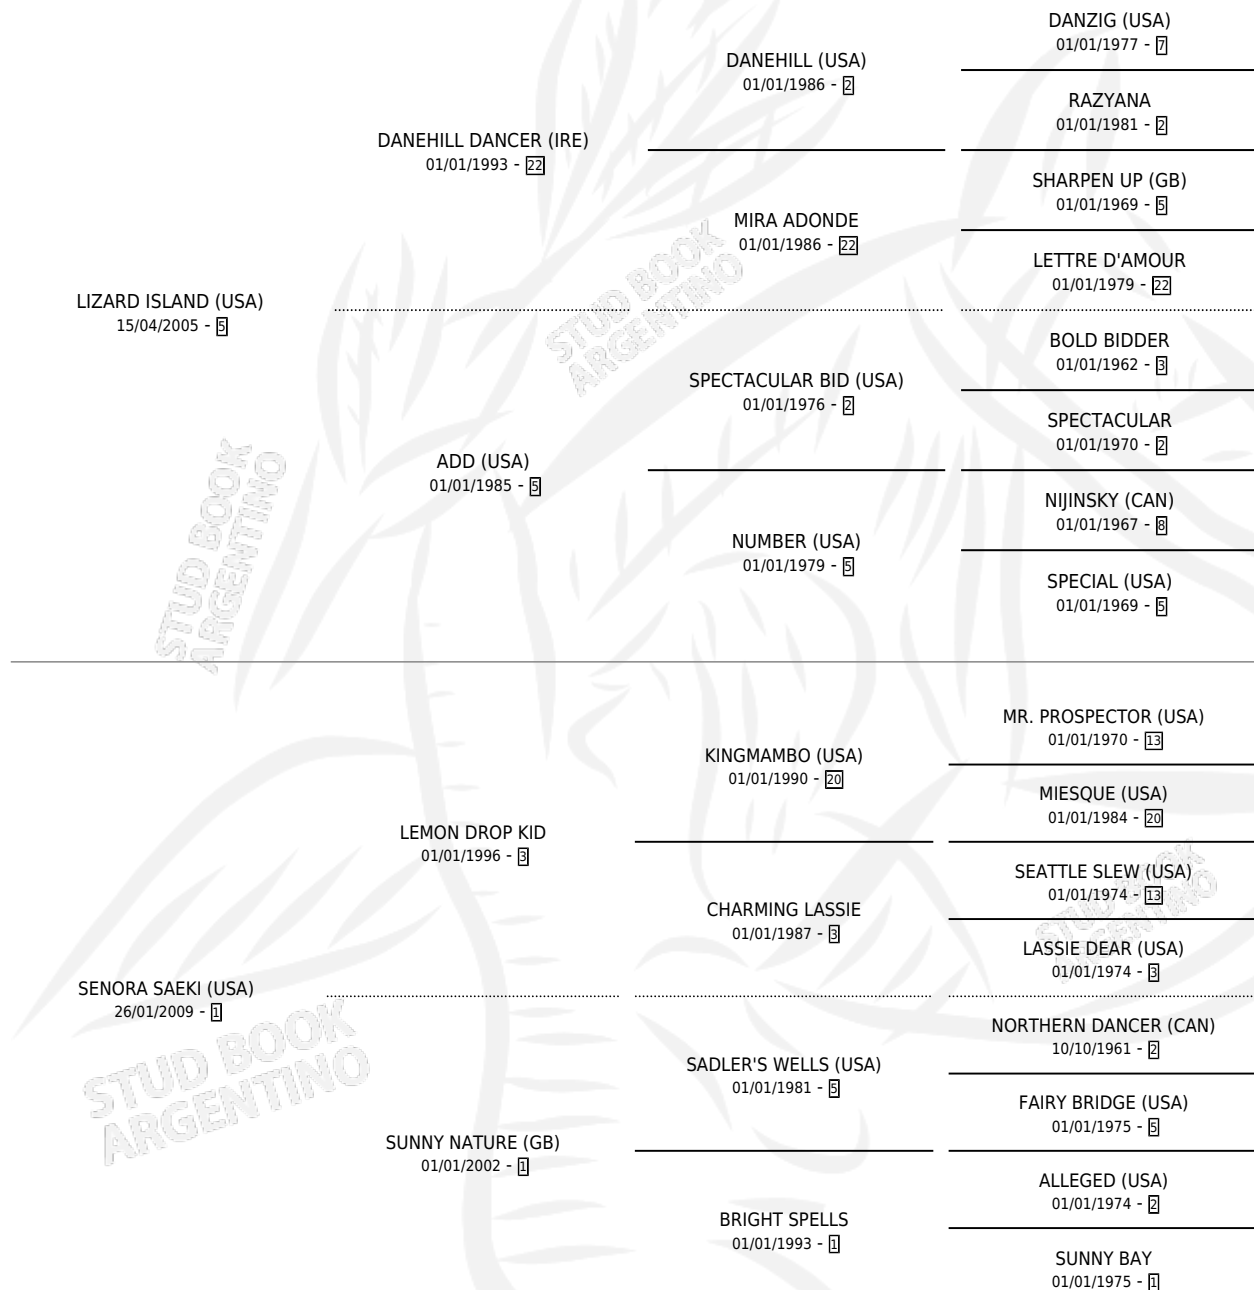 DANZIG (USA)
01/01/1977 - 7
DANEHILL (USA)
01/01/1986 - 2
RAZYANA
01/01/1981 - 2
DANEHILL DANCER (IRE)
01/01/1993 - 22
SHARPEN UP (GB)
01/01/1969 - 5
MIRA ADONDE
01/01/1986 - 22
LETTRE D'AMOUR
01/01/1979 - 22
LIZARD ISLAND (USA)
15/04/2005 - 5
STUD BOOK
ARGENTINO
BOLD BIDDER
01/01/1962 - 3
SPECTACULAR BID (USA)
01/01/1976 - 2
SPECTACULAR
01/01/1970 - 2
ADD (USA)
01/01/1985 - 5
NIJINSKY (CAN)
01/01/1967 - 8
NUMBER (USA)
01/01/1979 - 5
SPECIAL (USA)
01/01/1969 - 5
STUD BOOK
ARGENTINO
MR. PROSPECTOR (USA)
01/01/1970 - 13
KINGMAMBO (USA)
01/01/1990 - 20
MIESQUE (USA)
01/01/1984 - 20
LEMON DROP KID
01/01/1996 - 3
SEATTLE SLEW (USA)
01/01/1974 - 13
CHARMING LASSIE
01/01/1987 - 3
STUD BOOK
ARGENTINO
LASSIE DEAR (USA)
01/01/1974 - 3
SENORA SAEKI (USA)
26/01/2009 - 1
STUD BOOK
ARGENTINO
NORTHERN DANCER (CAN)
10/10/1961 - 2
SADLER'S WELLS (USA)
01/01/1981 - 5
FAIRY BRIDGE (USA)
01/01/1975 - 5
SUNNY NATURE (GB)
01/01/2002 - 1
ALLEGED (USA)
01/01/1974 - 2
BRIGHT SPELLS
01/01/1993 - 1
SUNNY BAY
01/01/1975 - 1